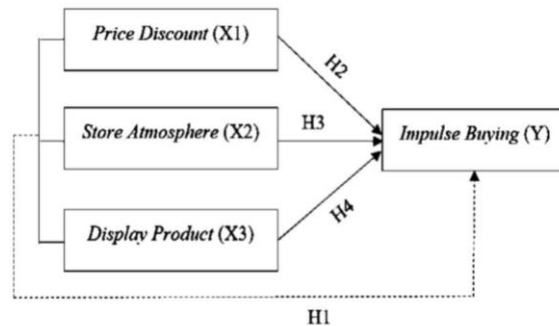 Price Discount (X1)
H2
Store Atmosphere (X2)
H3
Impulse Buying (Y)
Display Product (X3)
H4
H1